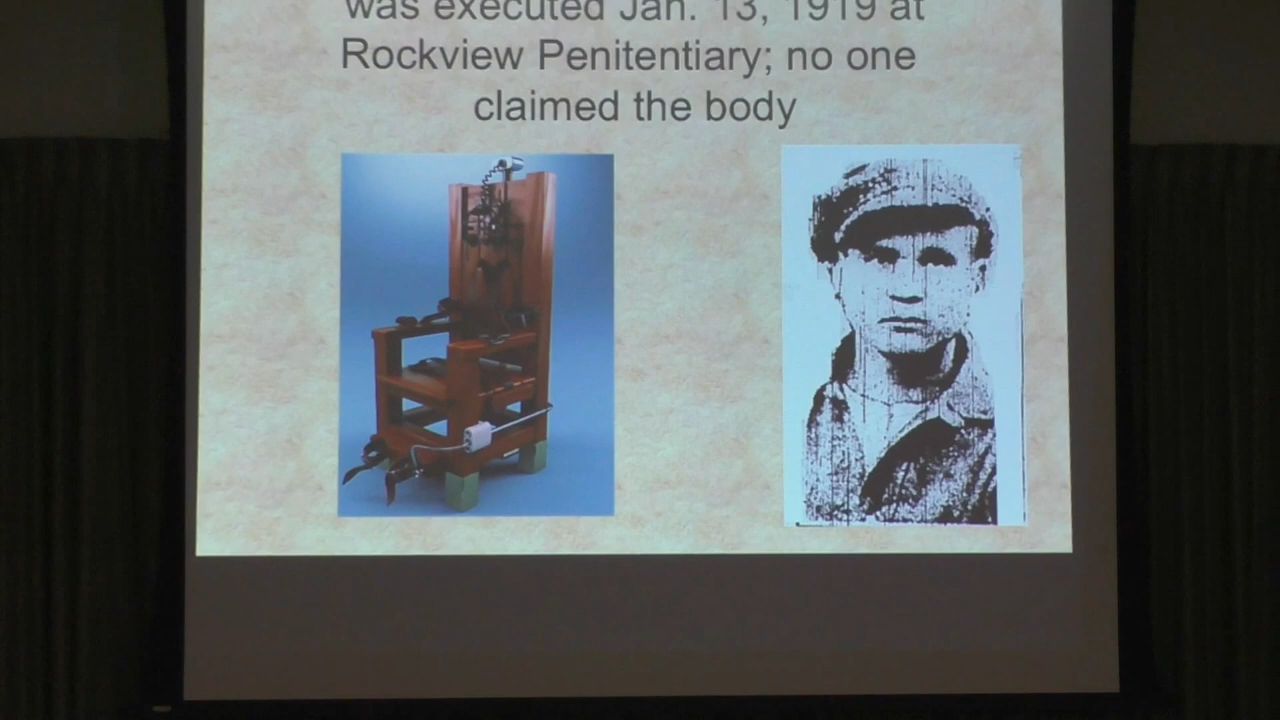 was executed Jan. 13, 1919 at
Rockview Penitentiary; no one
claimed the body